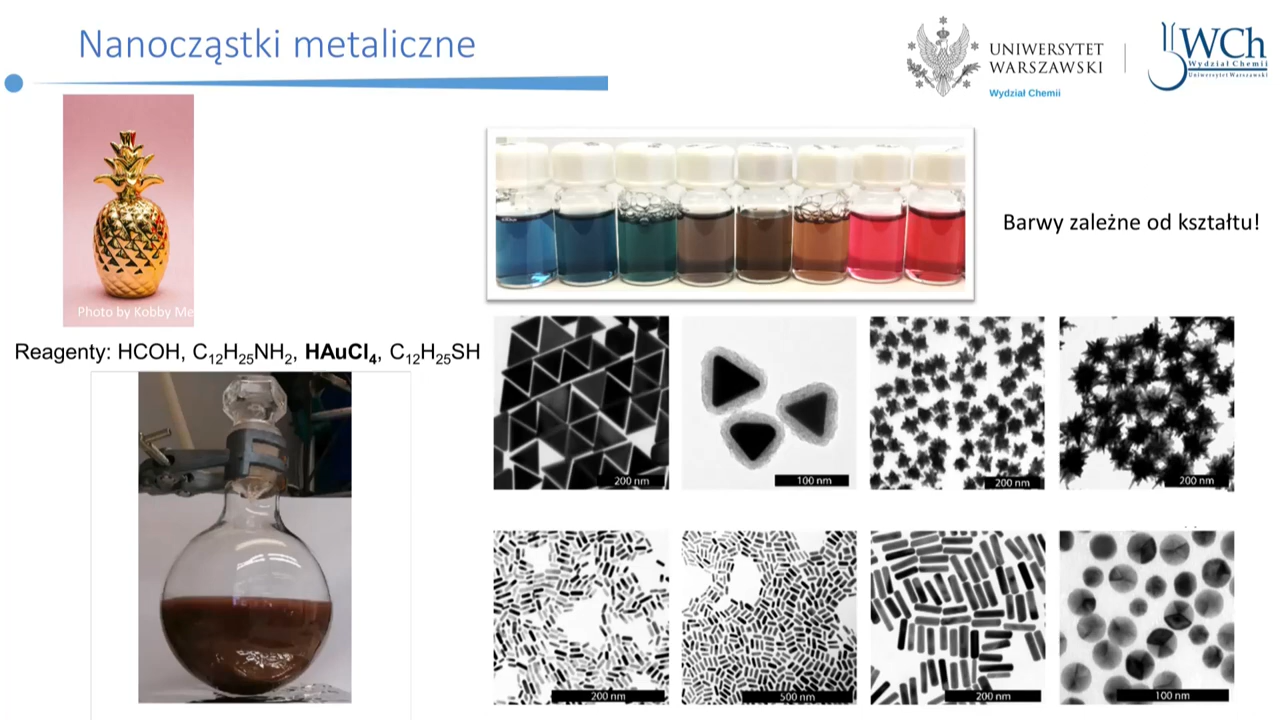 Nanocząstki metaliczne
UNIWERSYTET
WARSZAWSKI
Wydział Chemii
WCh
Wydział Chemii
Uniwersytet Warszawski
Photo by Kobby Me
Barwy zależne od kształtu!
Reagenty: HCOH, C₁₂H₂₅NH₂, HAuCl₄, C₁₂H₂₅SH
200 nm
100 nm
200 nm
200 nm
200 nm
500 nm
200 nm
100 nm